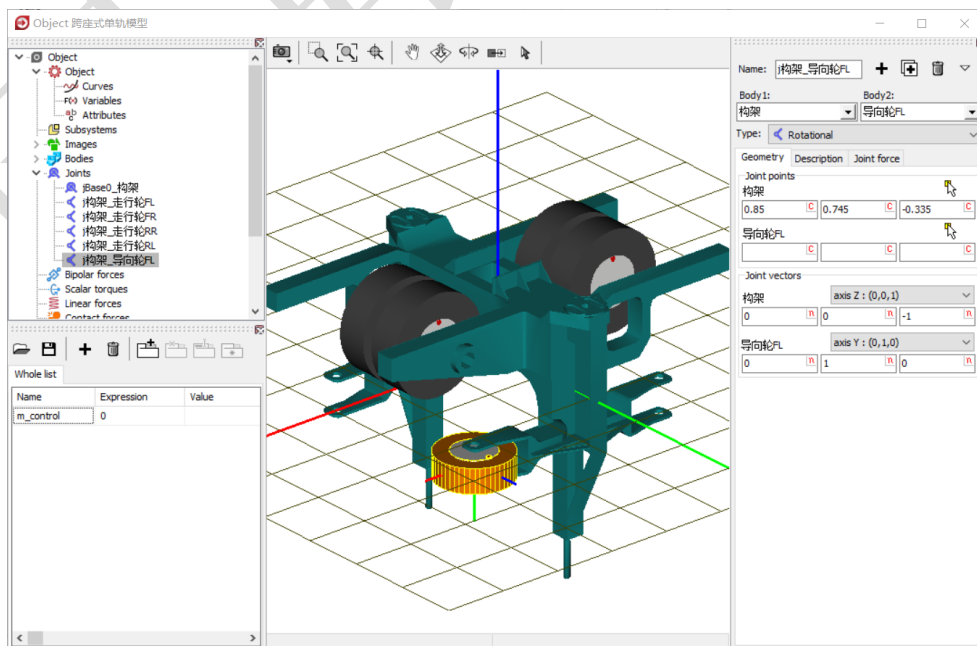 Object 跨座式单轨模型
Object
Object
Curves
F(x) Variables
Attributes
Subsystems
Images
Bodies
Joints
jBase0_构架
j构架_走行轮FL
j构架_走行轮FR
j构架_走行轮RR
j构架_走行轮RL
j构架_导向轮FL
Bipolar forces
Scalar torques
Linear forces
Contact forces
Whole list
Name Expression Value
m_control 0
Name: j构架_导向轮FL
Body1: Body2:
构架 导向轮FL
Type: Rotational
Geometry Description Joint force
Joint points
构架
0.85 C 0.745 C -0.335 C
导向轮FL
C C C
Joint vectors
构架 axis Z : (0,0,1)
0 n 0 n -1 n
导向轮FL axis Y : (0,1,0)
0 n 1 n 0 n